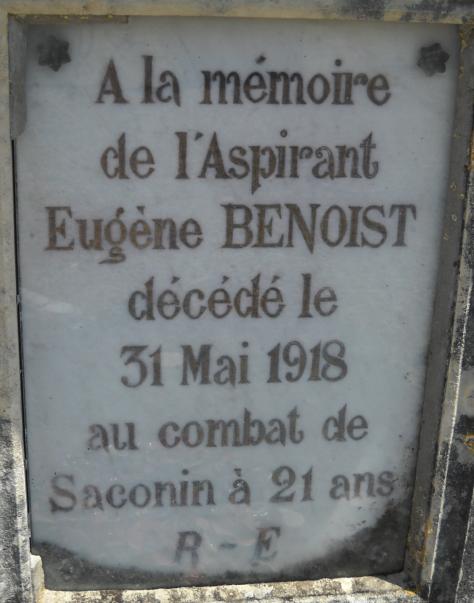 A la mémoire
de l'Aspirant
Eugène BENOIST
décédé le
31 Mai 1918
au combat de
Saconin à 21 ans
R - E